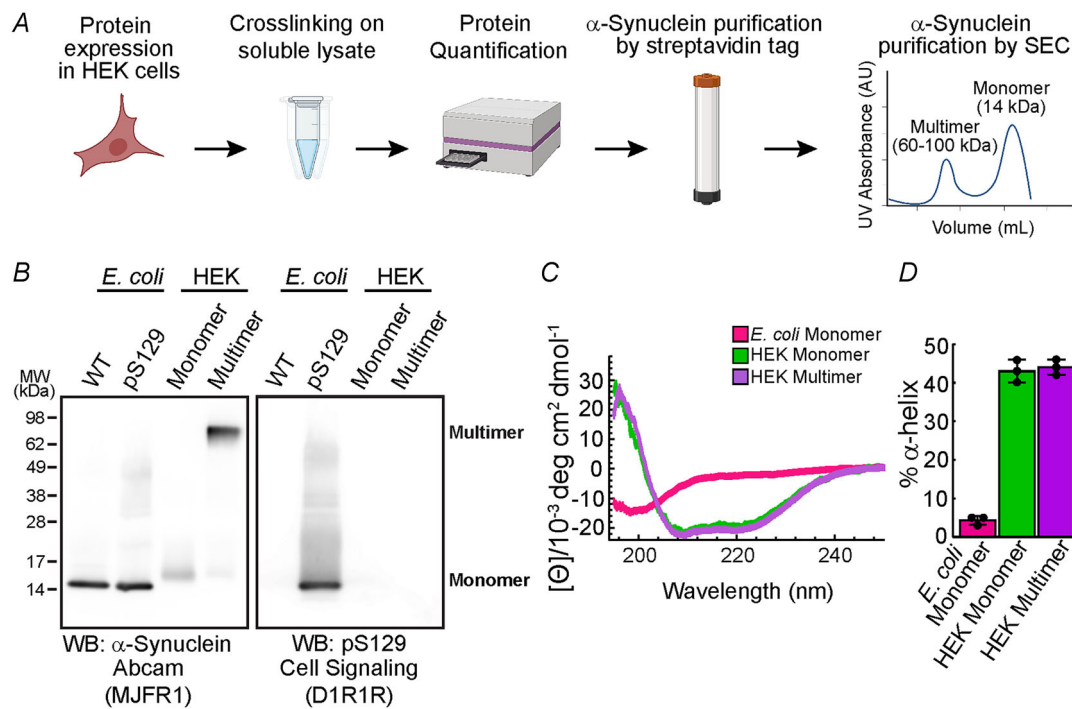 A
Protein
expression
in HEK cells
Crosslinking on
soluble lysate
Protein
Quantification
α-Synuclein purification
by streptavidin tag
α-Synuclein
purification by SEC
UV Absorbance (AU)
Monomer
(14 kDa)
Multimer
(60-100 kDa)
Volume (mL)
B
E. coli
HEK
E. coli
HEK
WT
pS129
Monomer
Multimer
WT
pS129
Monomer
Multimer
MW
(kDa)
98
62
49
38
28
17
14
Multimer
Monomer
WB: α-Synuclein
Abcam
(MJFR1)
WB: pS129
Cell Signaling
(D1R1R)
C
E. coli Monomer
HEK Monomer
HEK Multimer
[Θ]/10⁻³ deg cm² dmol⁻¹
30
20
10
0
-10
-20
200
220
240
Wavelength (nm)
D
% α-helix
50
40
30
20
10
0
E. coli
Monomer
HEK Monomer
HEK Multimer